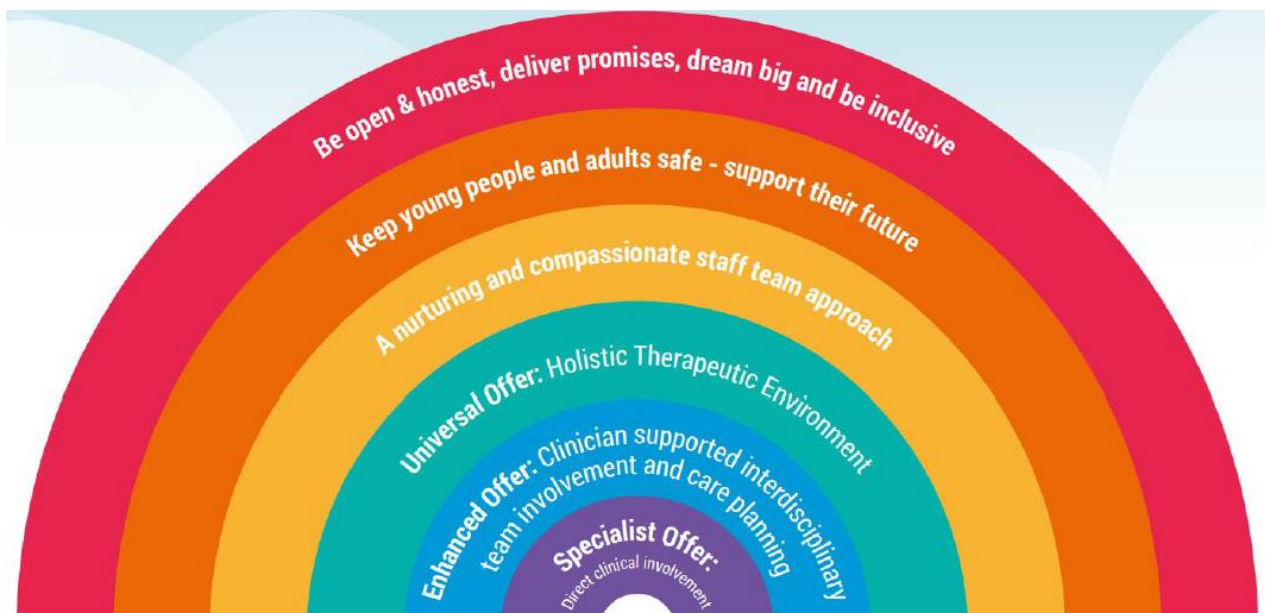 Be open & honest, deliver promises, dream big and be inclusive
Keep young people and adults safe - support their future
A nurturing and compassionate staff team approach
Universal Offer: Holistic Therapeutic Environment
Enhanced Offer: Clinician supported interdisciplinary
team involvement and care planning
Specialist Offer:
Direct clinical involvement